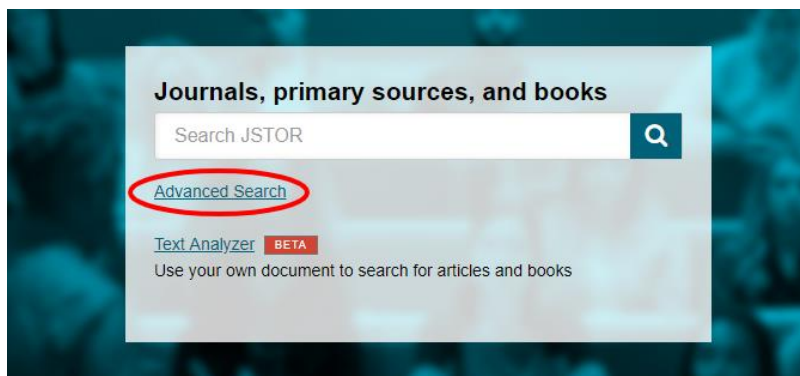 Journals, primary sources, and books
Search JSTOR
Advanced Search
Text Analyzer BETA
Use your own document to search for articles and books